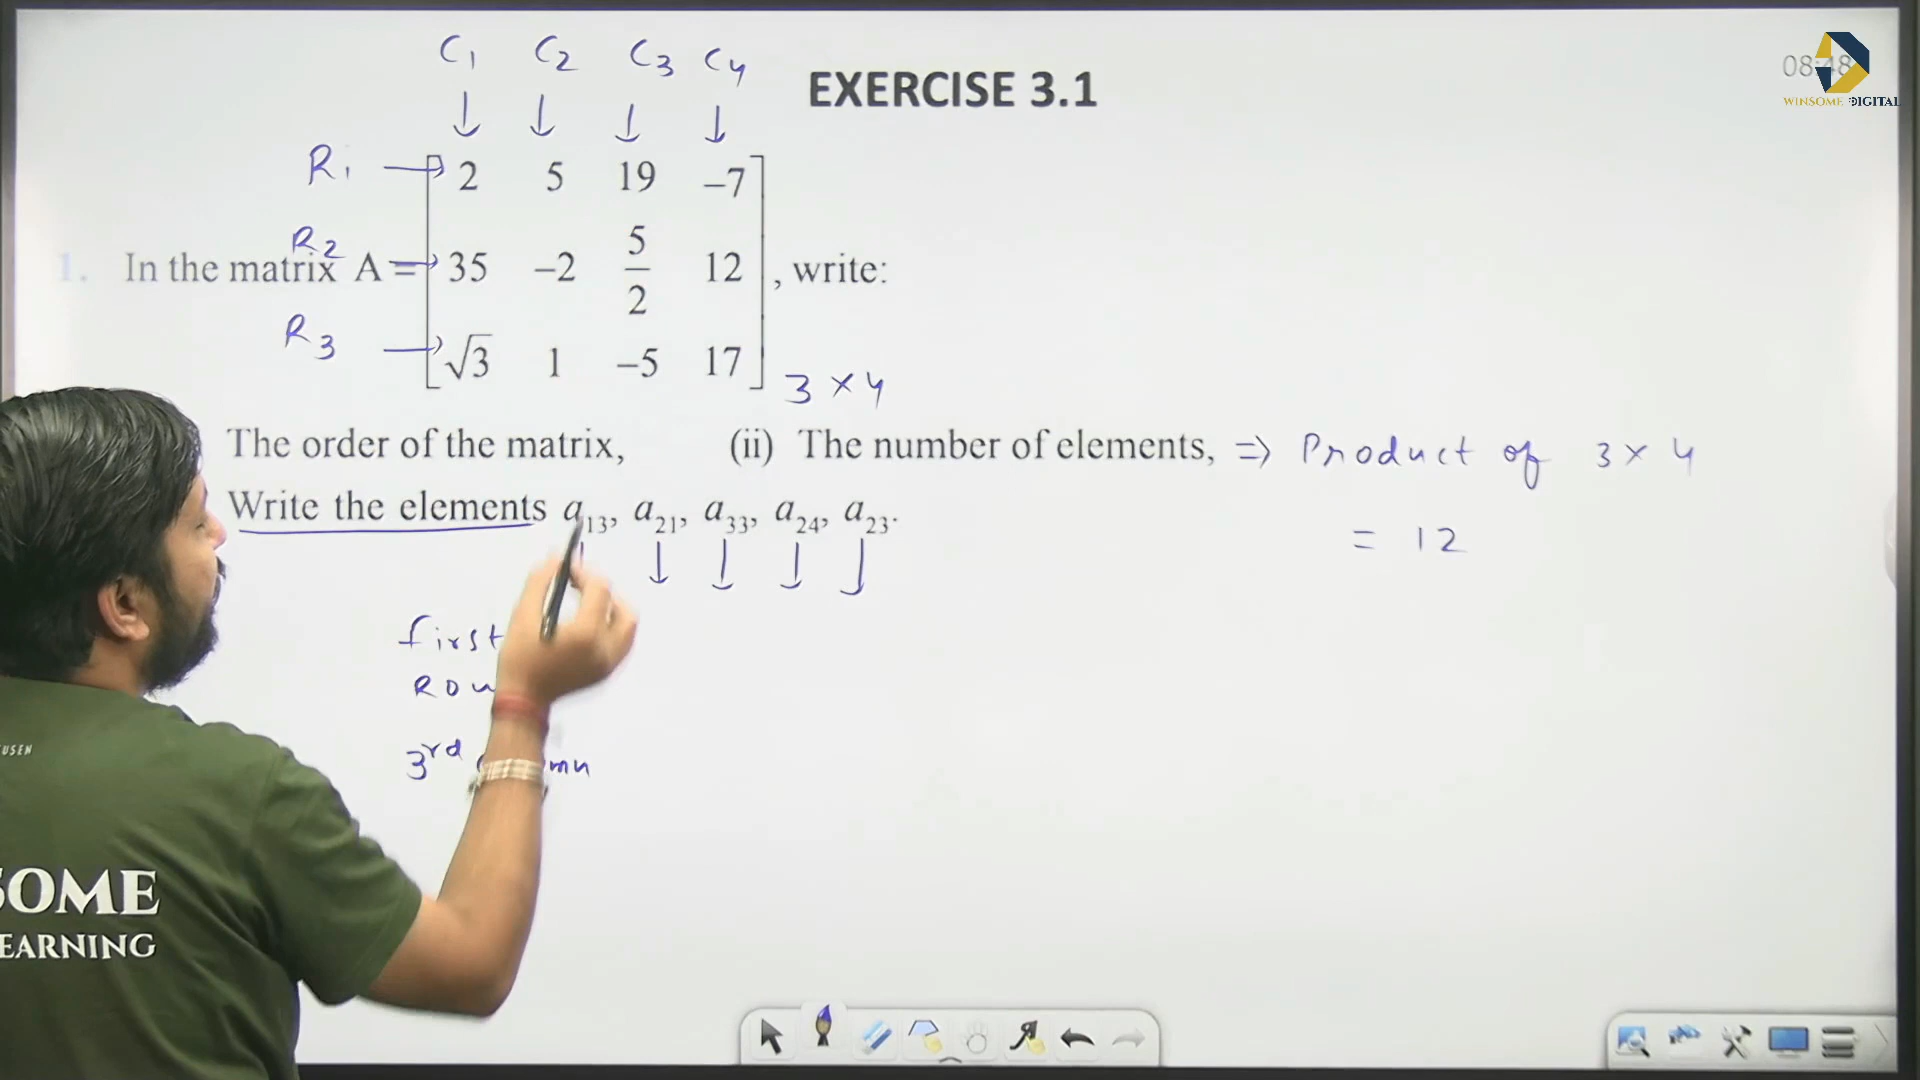 C1 C2 C3 C4
EXERCISE 3.1
08:48
WINSOME DIGITAL
R1 → 2 5 19 –7
R2
1. In the matrix A = 35 –2 5/2 12 , write:
R3 → √3 1 –5 17
3 × 4
The order of the matrix, (ii) The number of elements, ⇒ Product of 3 × 4
Write the elements a13, a21, a33, a24, a23.
= 12
first
3rd
EARNING